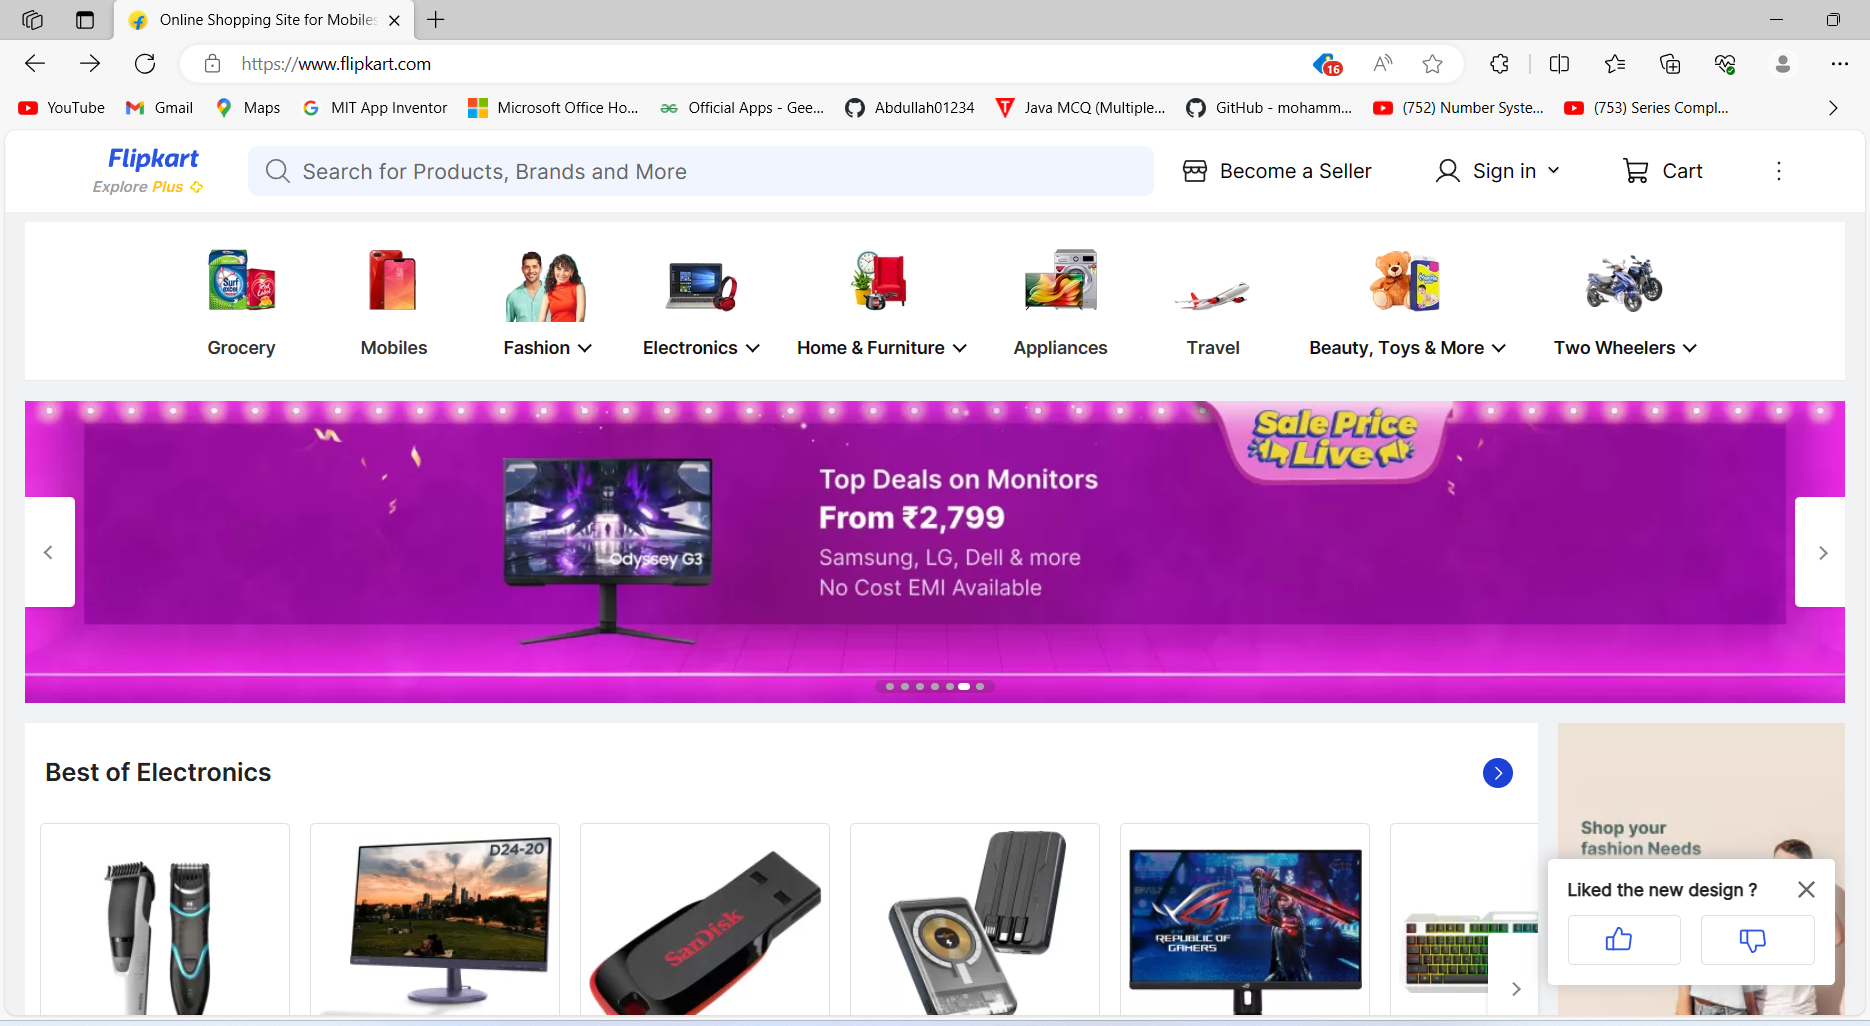 Online Shopping Site for Mobiles
https://www.flipkart.com
16
YouTube
Gmail
Maps
MIT App Inventor
Microsoft Office Ho...
Official Apps - Gee...
Abdullah01234
Java MCQ (Multiple...
GitHub - mohamm...
(752) Number Syste...
(753) Series Compl...
Flipkart
Explore Plus
Search for Products, Brands and More
Become a Seller
Sign in
Cart
Surf excel
Grocery
Mobiles
Fashion
Electronics
Home & Furniture
Appliances
Travel
Beauty, Toys & More
Two Wheelers
Sale Price
Live
Top Deals on Monitors
From ₹2,799
Samsung, LG, Dell & more
No Cost EMI Available
Odyssey G3
Best of Electronics
D24-20
SanDisk
REPUBLIC OF
GAMERS
Shop your
fashion Needs
Liked the new design ?